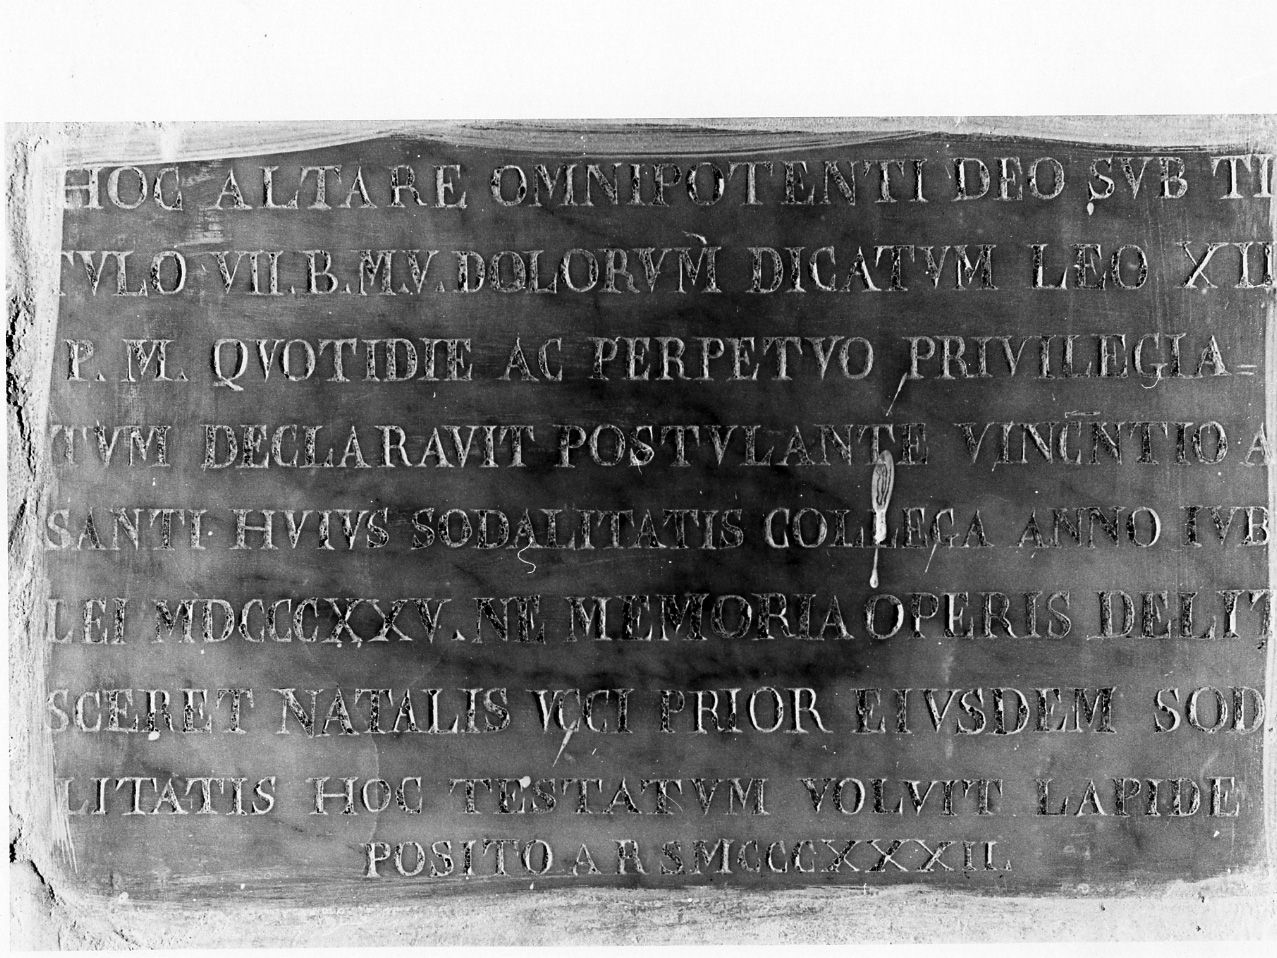 HOC ALTARE OMNIPOTENTI DEO SVB TI
TVLO VII.B.MV.DOLORVM DICATVM LEO XII
P. M. QVOTIDIE AC PERPETVO PRIVILEGIA=
TVM DECLARAVIT POSTVLANTE VINCNTIO A
SANTI HVIVS SODALITATIS COLLEGA ANNO IVB
LEI MDCCCXXV. NE MEMORIA OPERIS DELIT
SCERET NATALIS VCCI PRIOR EIVSDEM SOD
LITATIS HOC TESTATVM VOLVIT LAPIDE
POSITO A R S MCCCXXXII